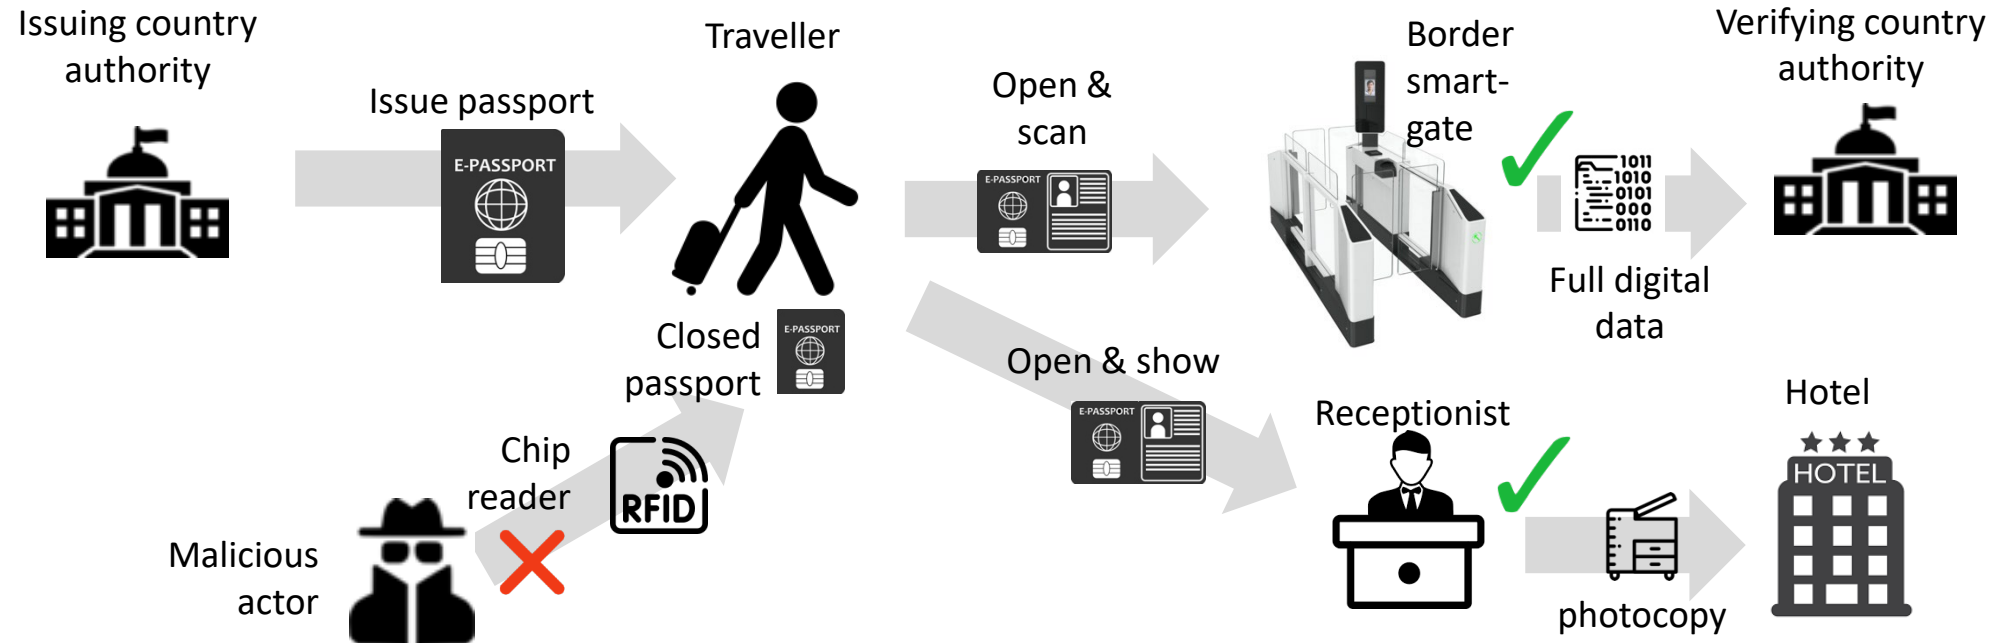 Issuing country
authority
Issue passport
E-PASSPORT
Traveller
Open &
scan
E-PASSPORT
Border
smart-
gate
1011
1010
0101
000
0110
Full digital
data
Verifying country
authority
Closed
passport
E-PASSPORT
Open & show
E-PASSPORT
Receptionist
Hotel
HOTEL
photocopy
Chip
reader
RFID
Malicious
actor